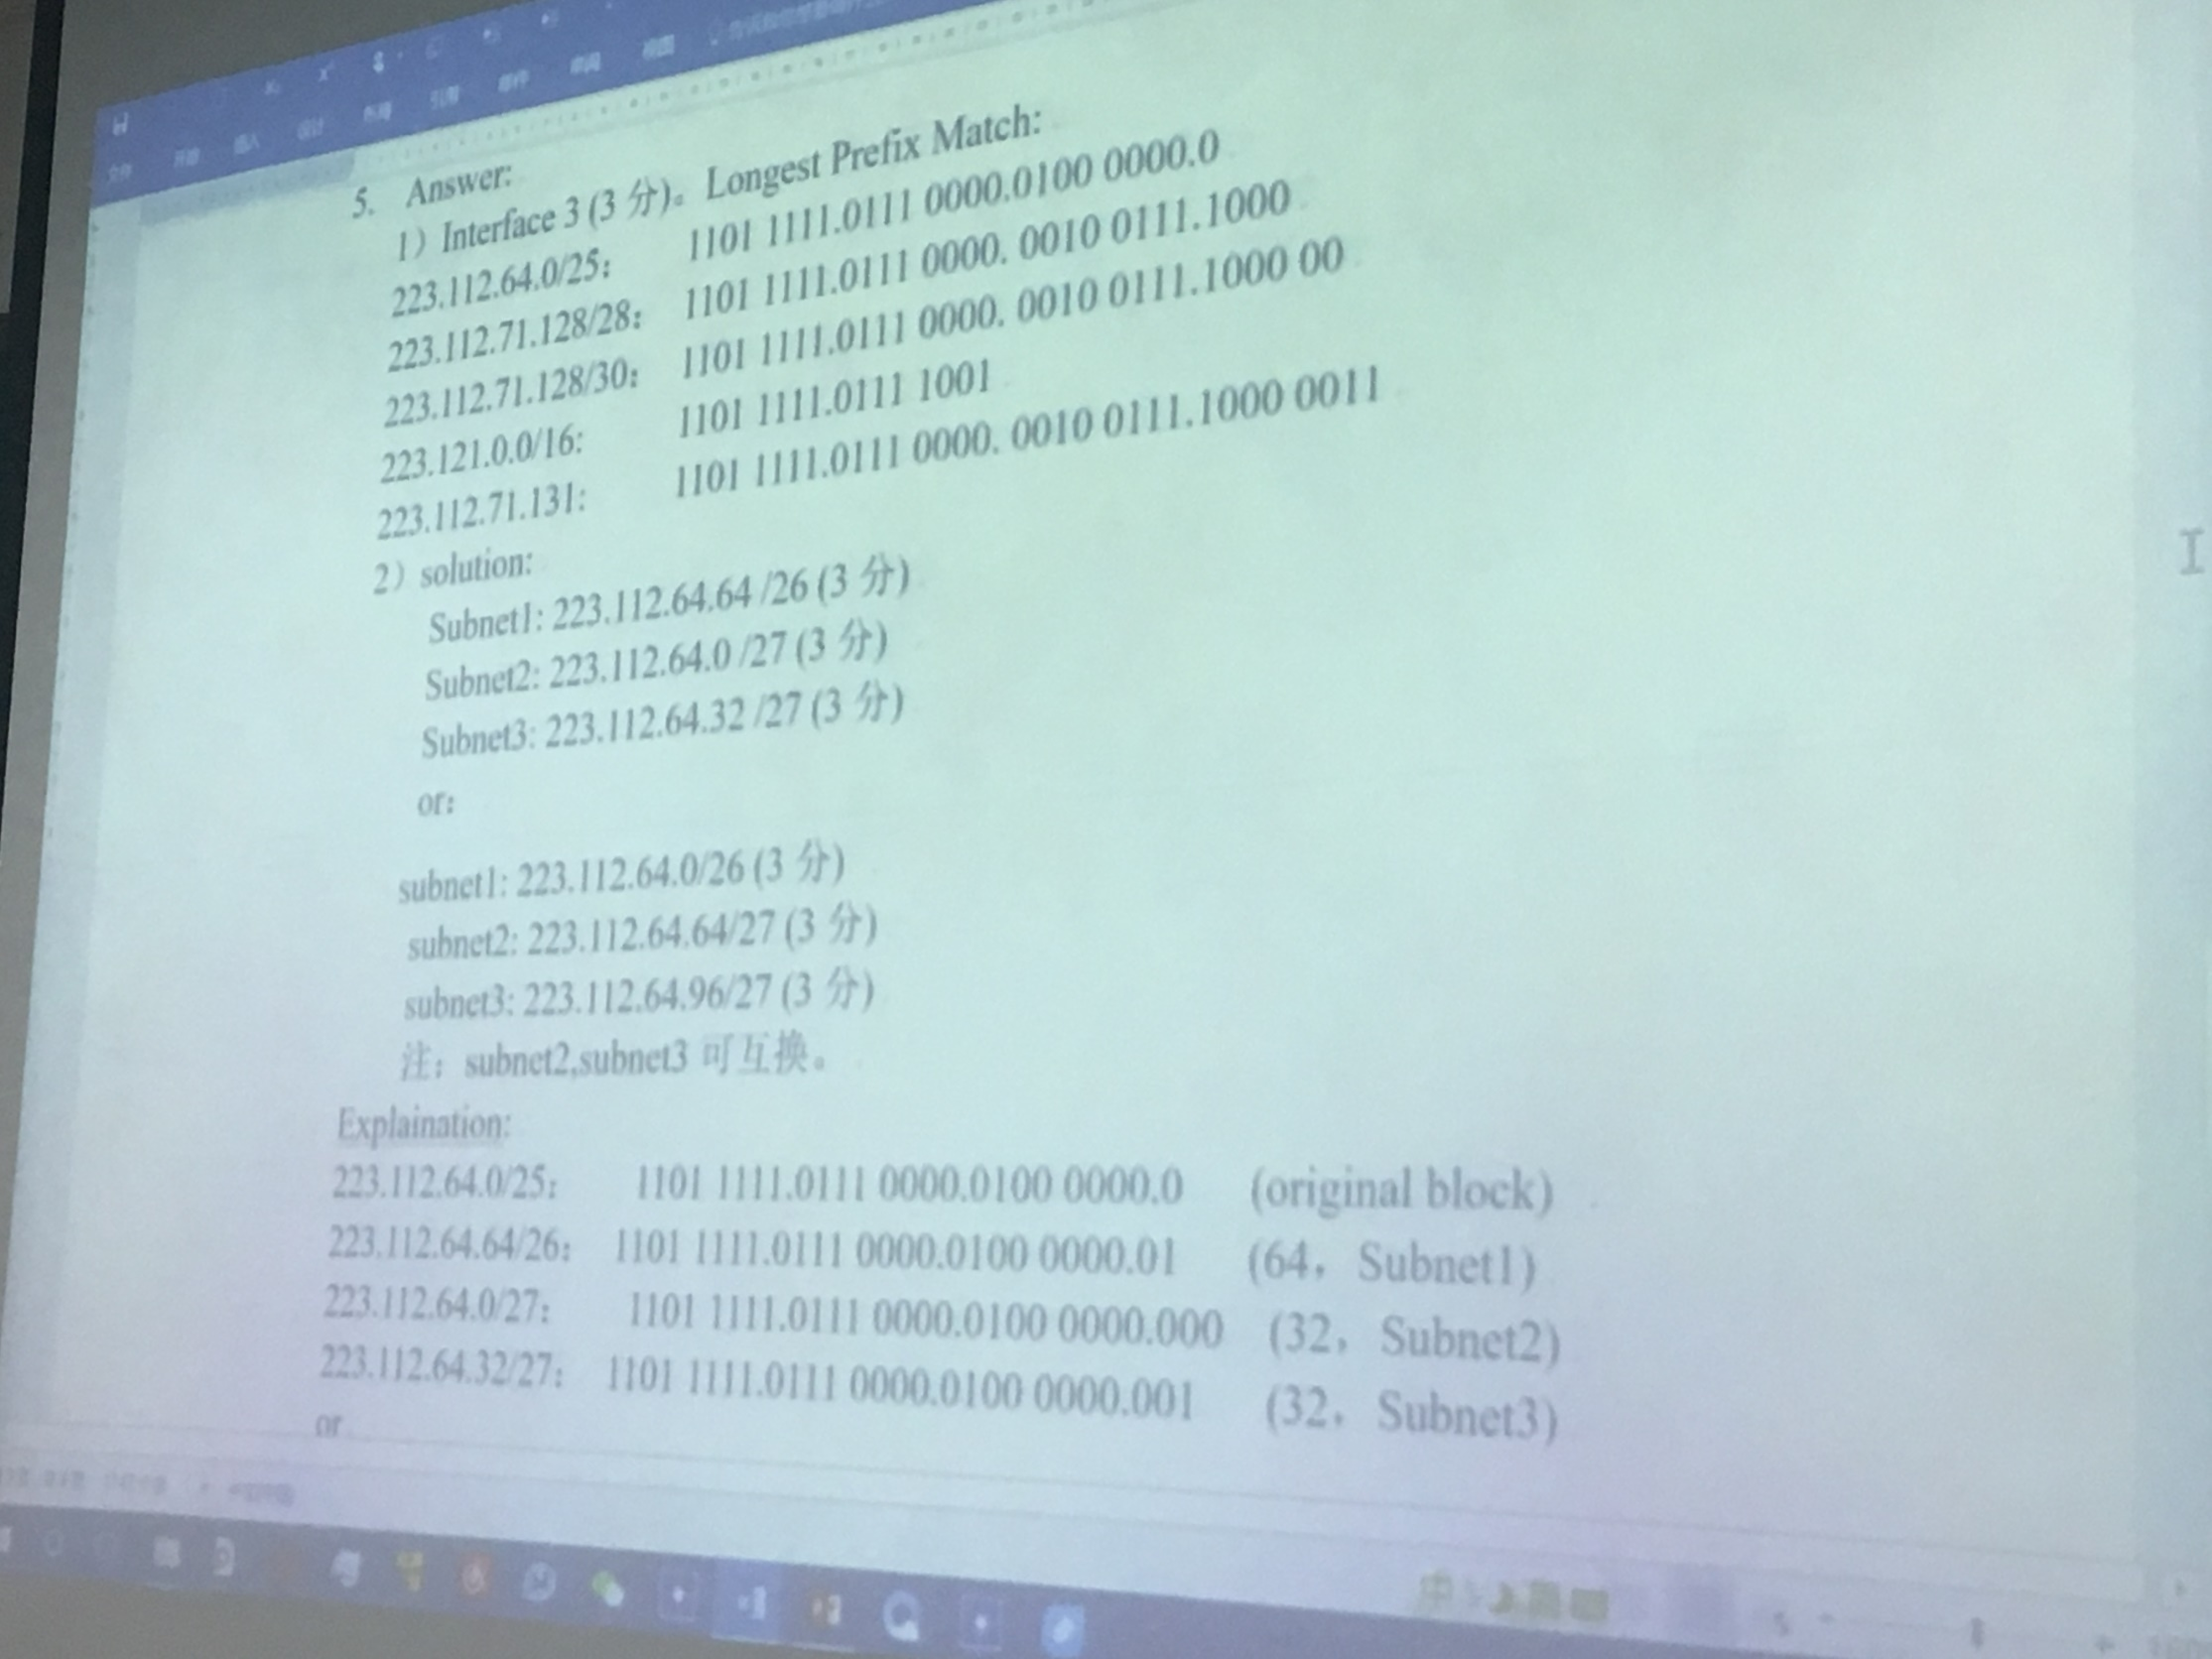 5. Answer:
1）Interface 3 (3 分)。Longest Prefix Match:
223.112.64.0/25： 1101 1111.0111 0000.0100 0000.0
223.112.71.128/28： 1101 1111.0111 0000. 0010 0111.1000
223.112.71.128/30： 1101 1111.0111 0000. 0010 0111.1000 00
223.121.0.0/16: 1101 1111.0111 1001
223.112.71.131: 1101 1111.0111 0000. 0010 0111.1000 0011
2）solution:
Subnet1: 223.112.64.64 /26 (3 分)
Subnet2: 223.112.64.0 /27 (3 分)
Subnet3: 223.112.64.32 /27 (3 分)
or:
subnet1: 223.112.64.0/26 (3 分)
subnet2: 223.112.64.64/27 (3 分)
subnet3: 223.112.64.96/27 (3 分)
注：subnet2,subnet3 可互换。
Explaination:
223.112.64.0/25： 1101 1111.0111 0000.0100 0000.0 (original block)
223.112.64.64/26： 1101 1111.0111 0000.0100 0000.01 (64，Subnet1)
223.112.64.0/27： 1101 1111.0111 0000.0100 0000.000 (32，Subnet2)
223.112.64.32/27： 1101 1111.0111 0000.0100 0000.001 (32，Subnet3)
or
中